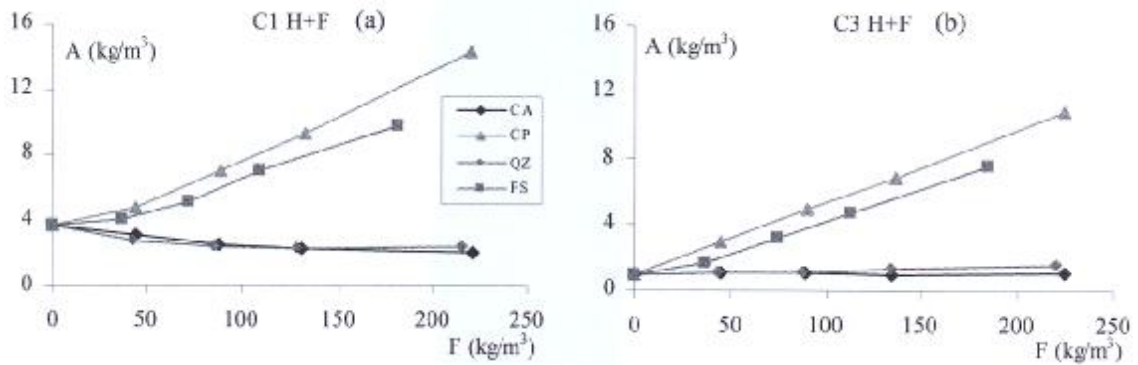 C1 H+F (a)
A (kg/m³)
16
12
8
4
0
0 50 100 150 200 250
F (kg/m³)
CA
CP
QZ
FS
C3 H+F (b)
A (kg/m³)
16
12
8
4
0
0 50 100 150 200 250
F (kg/m³)